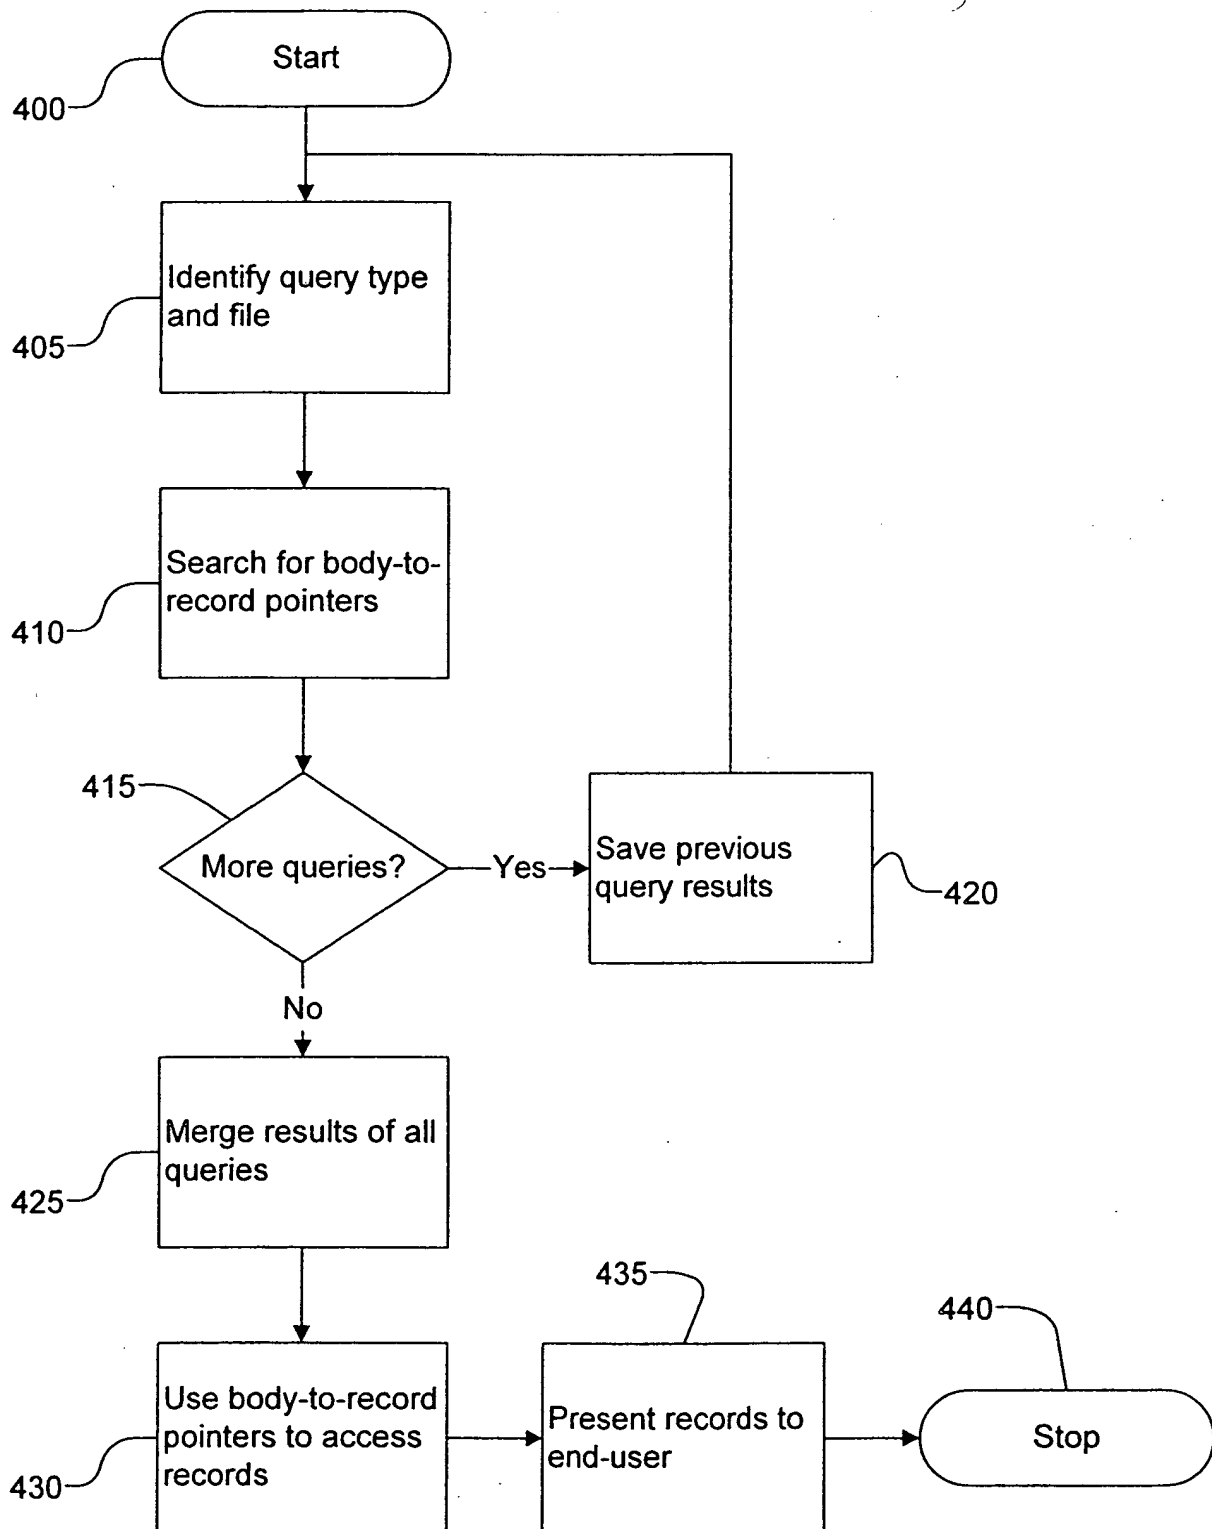 Start
400
Identify query type
and file
405
Search for body-to-
record pointers
410
415
More queries?
Yes
Save previous
query results
420
No
Merge results of all
queries
425
435
440
Use body-to-record
pointers to access
records
430
Present records to
end-user
Stop